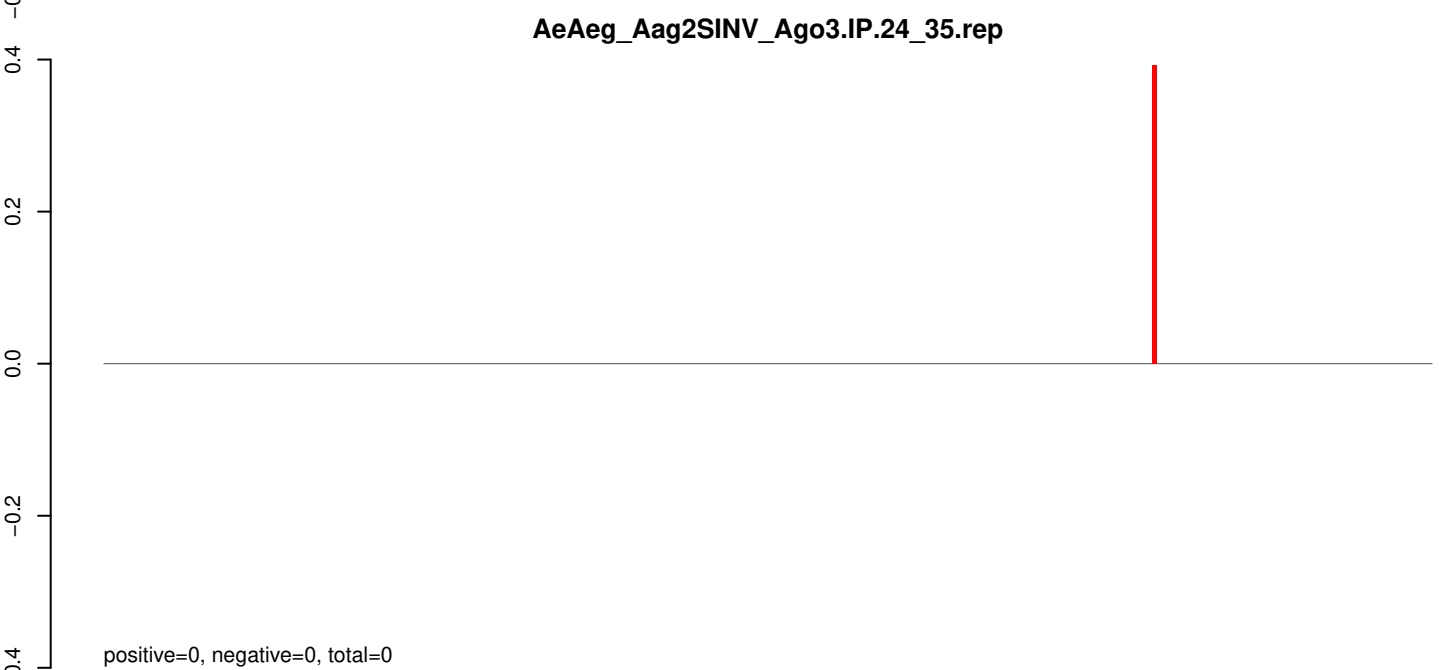 AeAeg_Aag2SINV_Ago3.IP.24_35.rep
0.4
0.2
0.0
−0.2
positive=0, negative=0, total=0